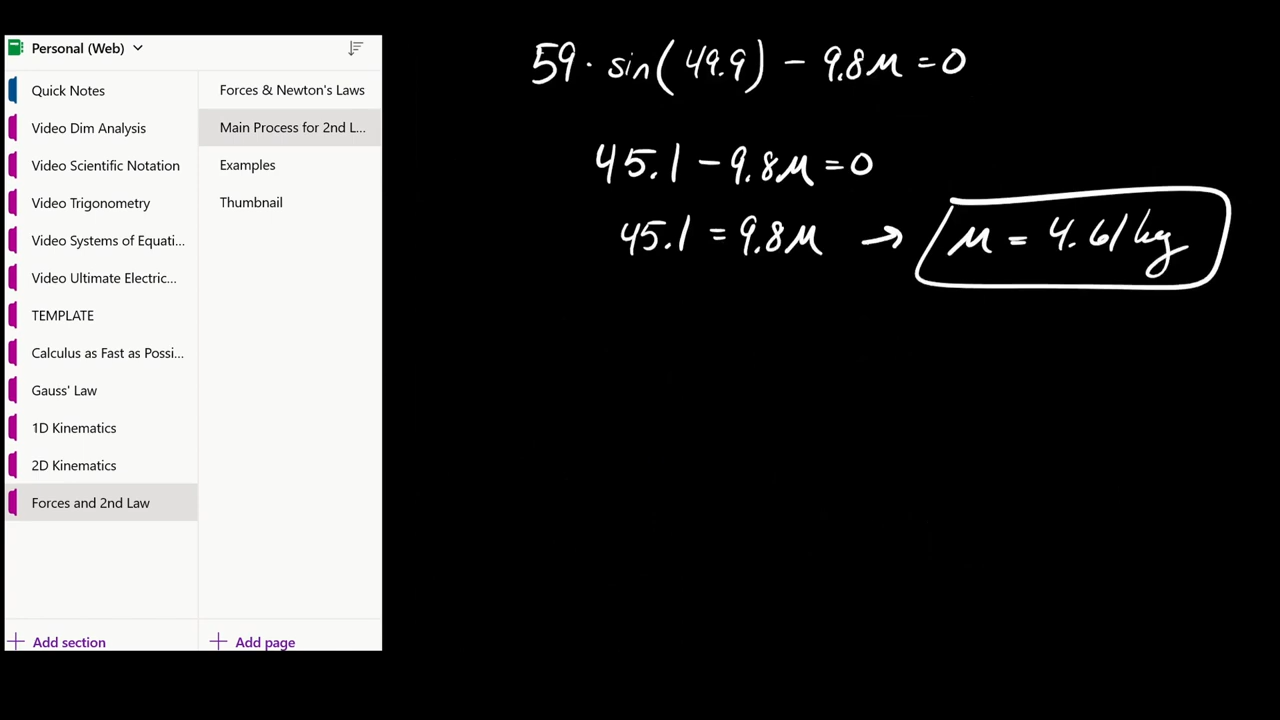 Personal (Web)
Quick Notes
Video Dim Analysis
Video Scientific Notation
Video Trigonometry
Video Systems of Equati...
Video Ultimate Electric...
TEMPLATE
Calculus as Fast as Possi...
Gauss' Law
1D Kinematics
2D Kinematics
Forces and 2nd Law
Add section
Forces & Newton's Laws
Main Process for 2nd L...
Examples
Thumbnail
Add page
59 · sin(49.9) - 9.8M = 0
45.1 - 9.8M = 0
45.1 = 9.8M → M = 4.61 kg